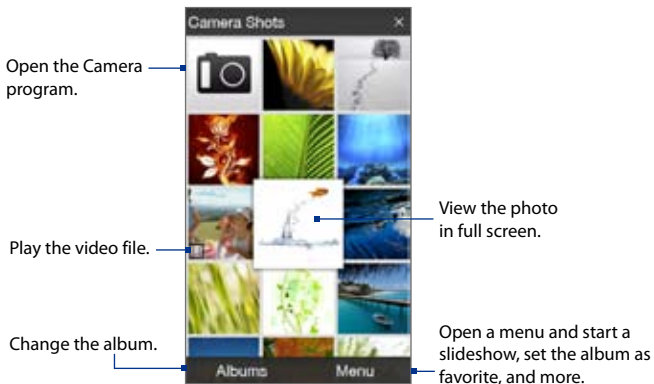 Camera Shots
Open the Camera
program.
View the photo
in full screen.
Play the video file.
Change the album.
Open a menu and start a
slideshow, set the album as
favorite, and more.
Albums
Menu